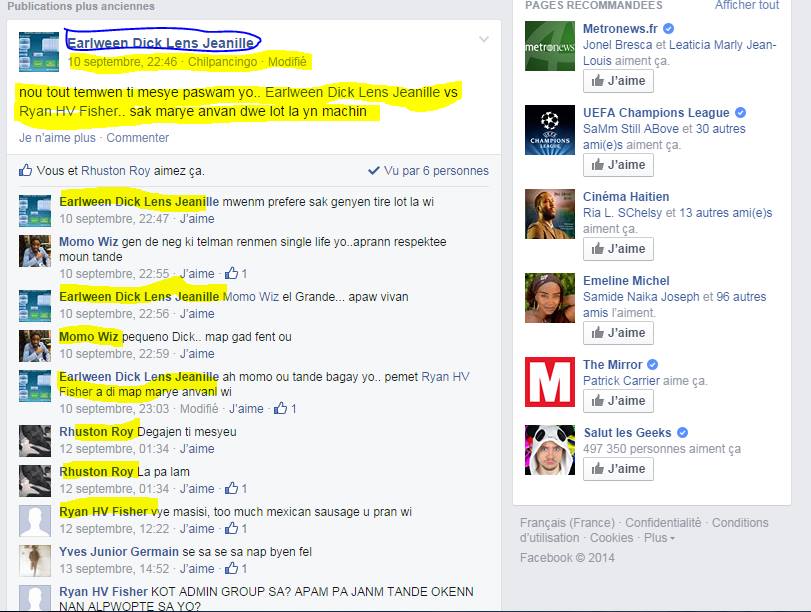 Publications plus anciennes
Earlween Dick Lens Jeanille
10 septembre, 22:46 · Chilpancingo · Modifié
nou tout temwen ti mesye paswam yo.. Earlween Dick Lens Jeanille vs
Ryan HV Fisher.. sak marye anvan dwe lot la yn machin
Je n'aime plus · Commenter
Vous et Rhuston Roy aimez ça.
Vu par 6 personnes
Earlween Dick Lens Jeanille mwenm prefere sak genyen tire lot la wi
10 septembre, 22:47 · J'aime
Momo Wiz gen de neg ki telman renmen single life yo..aprann respektee
moun tande
10 septembre, 22:55 · J'aime · 1
Earlween Dick Lens Jeanille Momo Wiz el Grande... apaw vivan
10 septembre, 22:56 · J'aime
Momo Wiz pequeno Dick.. map gad fent ou
10 septembre, 22:59 · J'aime
Earlween Dick Lens Jeanille ah momo ou tande bagay yo.. pemet Ryan HV
Fisher a di map marye anvanl wi
10 septembre, 23:03 · Modifié · J'aime · 1
Rhuston Roy Degajen ti mesyeu
12 septembre, 01:34 · J'aime
Rhuston Roy La pa lam
12 septembre, 01:34 · J'aime · 1
Ryan HV Fisher vye masisi, too much mexican sausage u pran wi
12 septembre, 12:22 · J'aime · 1
Yves Junior Germain se sa se sa nap byen fel
13 septembre, 14:52 · J'aime · 1
Ryan HV Fisher KOT ADMIN GROUP SA? APAM PA JANM TANDE OKENN
NAN ALPWOPTE SA YO?
PAGES RECOMMANDÉES
Afficher tout
Metronews.fr
metronews
Jonel Bresca et Leaticia Marly Jean-
Louis aiment ça.
J'aime
UEFA Champions League
UEFA
CHAMPIONS
LEAGUE
SaMm Still ABove et 30 autres
ami(e)s aiment ça.
J'aime
Cinéma Haitien
Ria L. SChelsy et 13 autres ami(e)s
aiment ça.
J'aime
Emeline Michel
Samide Naika Joseph et 96 autres
amis l'aiment.
J'aime
The Mirror
M
Patrick Carrier aime ça.
J'aime
Salut les Geeks
497 350 personnes aiment ça
J'aime
Français (France) · Confidentialité · Conditions
d'utilisation · Cookies · Plus
Facebook © 2014